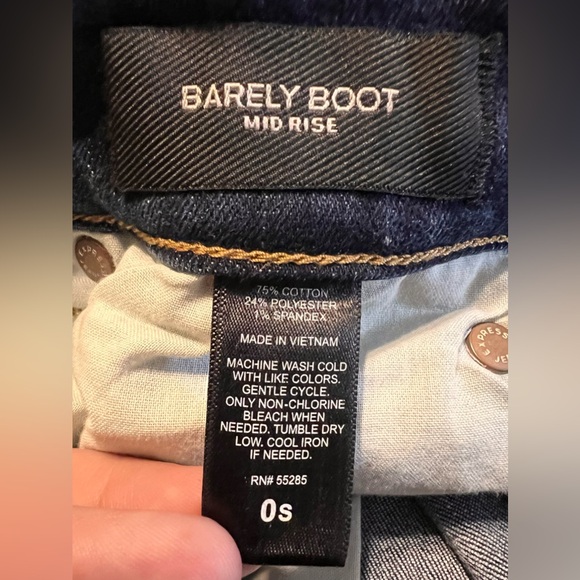 BARELY BOOT
MID RISE
75% COTTON
24% POLYESTER
1% SPANDEX
MADE IN VIETNAM
MACHINE WASH COLD
WITH LIKE COLORS.
GENTLE CYCLE.
ONLY NON-CHLORINE
BLEACH WHEN
NEEDED. TUMBLE DRY
LOW. COOL IRON
IF NEEDED.
RN# 55285
0s